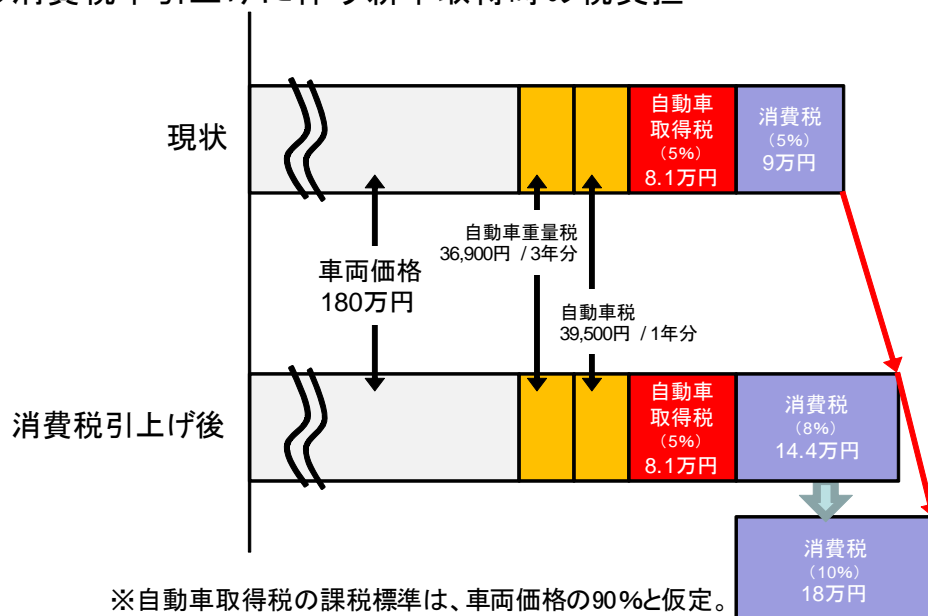 現状
自動車
取得税
(5%)
8.1万円
消費税
(5%)
9万円
自動車重量税
36,900円 / 3年分
車両価格
180万円
自動車税
39,500円 / 1年分
消費税引上げ後
自動車
取得税
(5%)
8.1万円
消費税
(8%)
14.4万円
消費税
(10%)
18万円
※自動車取得税の課税標準は、車両価格の90%と仮定。